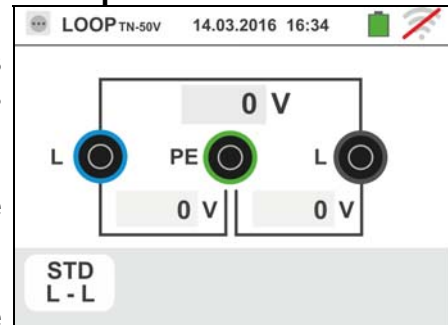 LOOP TN-50V 14.03.2016 16:34
0 V
L PE L
0 V 0 V
STD
L - L